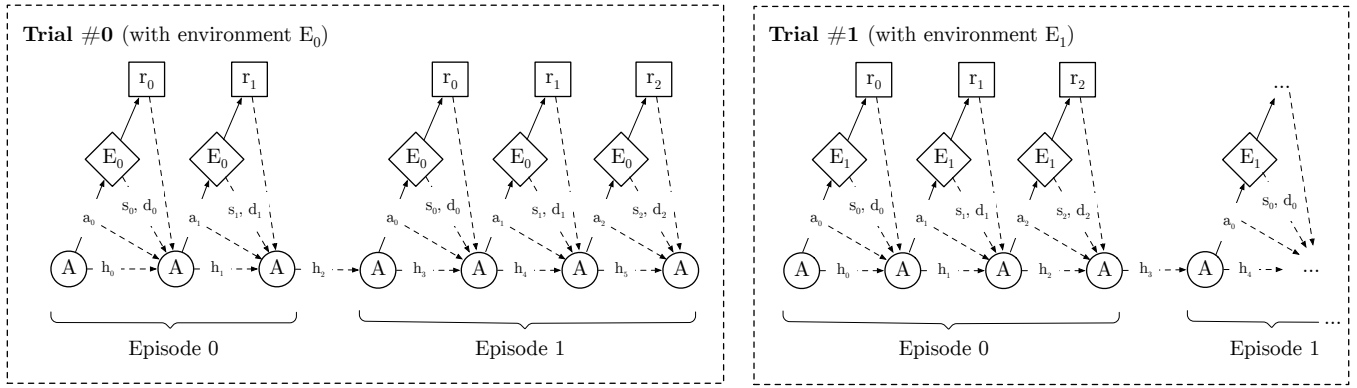 Trial #0 (with environment E₀)
r₀ r₁ r₀ r₁ r₂
E₀ E₀ E₀ E₀ E₀
s₀, d₀ s₁, d₁ s₀, d₀ s₁, d₁ s₂, d₂
a₀ a₁ a₀ a₁ a₂
A h₀ A h₁ A h₂ A h₃ A h₄ A h₅ A
Episode 0 Episode 1
Trial #1 (with environment E₁)
r₀ r₁ r₂ ...
E₁ E₁ E₁ E₁
s₀, d₀ s₁, d₁ s₂, d₂ s₀, d₀
a₀ a₁ a₂ a₀
A h₀ A h₁ A h₂ A h₃ A h₄ ...
...
Episode 0 Episode 1